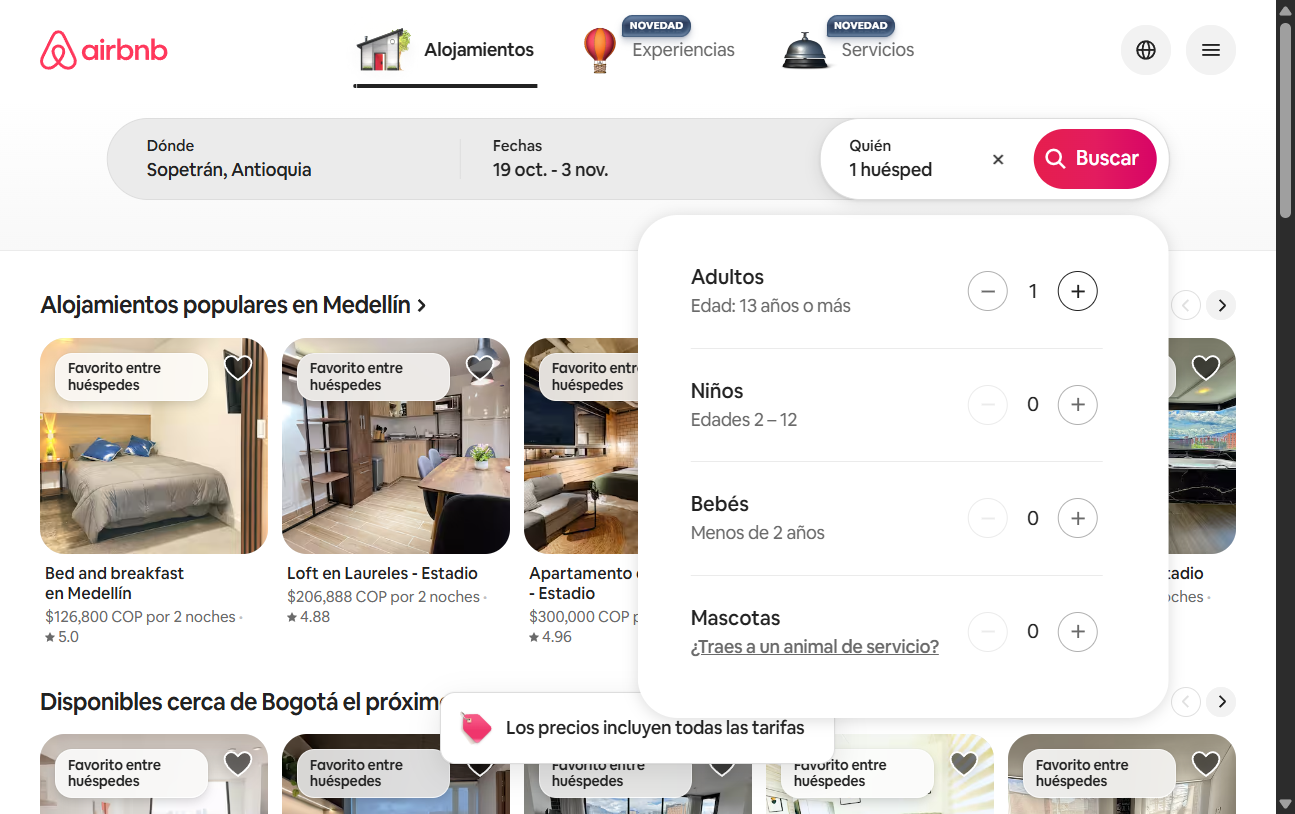 airbnb
Alojamientos
NOVEDAD
Experiencias
NOVEDAD
Servicios
Dónde
Sopetrán, Antioquia
Fechas
19 oct. - 3 nov.
Quién
1 huésped
Buscar
Adultos
Edad: 13 años o más
1
Niños
Edades 2 – 12
0
Bebés
Menos de 2 años
0
Mascotas
¿Traes a un animal de servicio?
0
Alojamientos populares en Medellín
Favorito entre
huéspedes
Favorito entre
huéspedes
Favorito entr
huéspedes
Bed and breakfast
en Medellín
$126,800 COP por 2 noches ·
5.0
Loft en Laureles - Estadio
$206,888 COP por 2 noches ·
4.88
Apartamento
- Estadio
$300,000 COP
4.96
tadio
oches ·
Disponibles cerca de Bogotá el próxim
Los precios incluyen todas las tarifas
Favorito entre
huéspedes
Favorito entre
huéspedes
Favorito entre
huéspedes
Favorito entre
huéspedes
Favorito entre
huéspedes